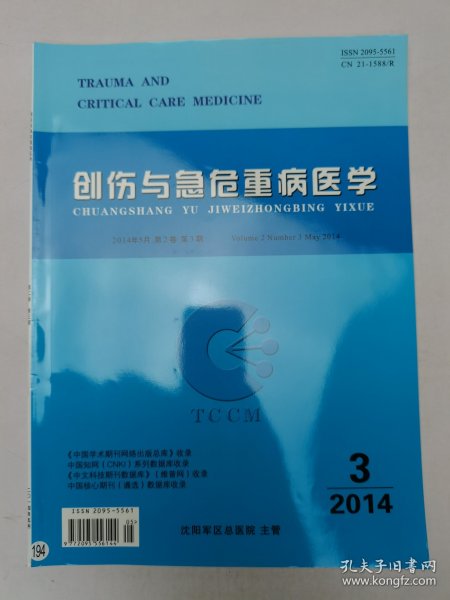 ISSN 2095-5561
CN 21-1588/R
TRAUMA AND
CRITICAL CARE MEDICINE
创伤与急危重病医学
CHUANGSHANG YU JIWEIZHONGBING YIXUE
2014年5月 第2卷 第3期 Volume 2 Number 3 May 2014
TCCM
《中国学术期刊网络出版总库》收录
中国知网（CNKI）系列数据库收录
《中文科技期刊数据库》（维普网）收录
中国核心期刊（遴选）数据库收录
3
2014
ISSN 2095-5561
05
9 772095 556144
沈阳军区总医院 主管
194
孔夫子旧书网
www.kongfz.com